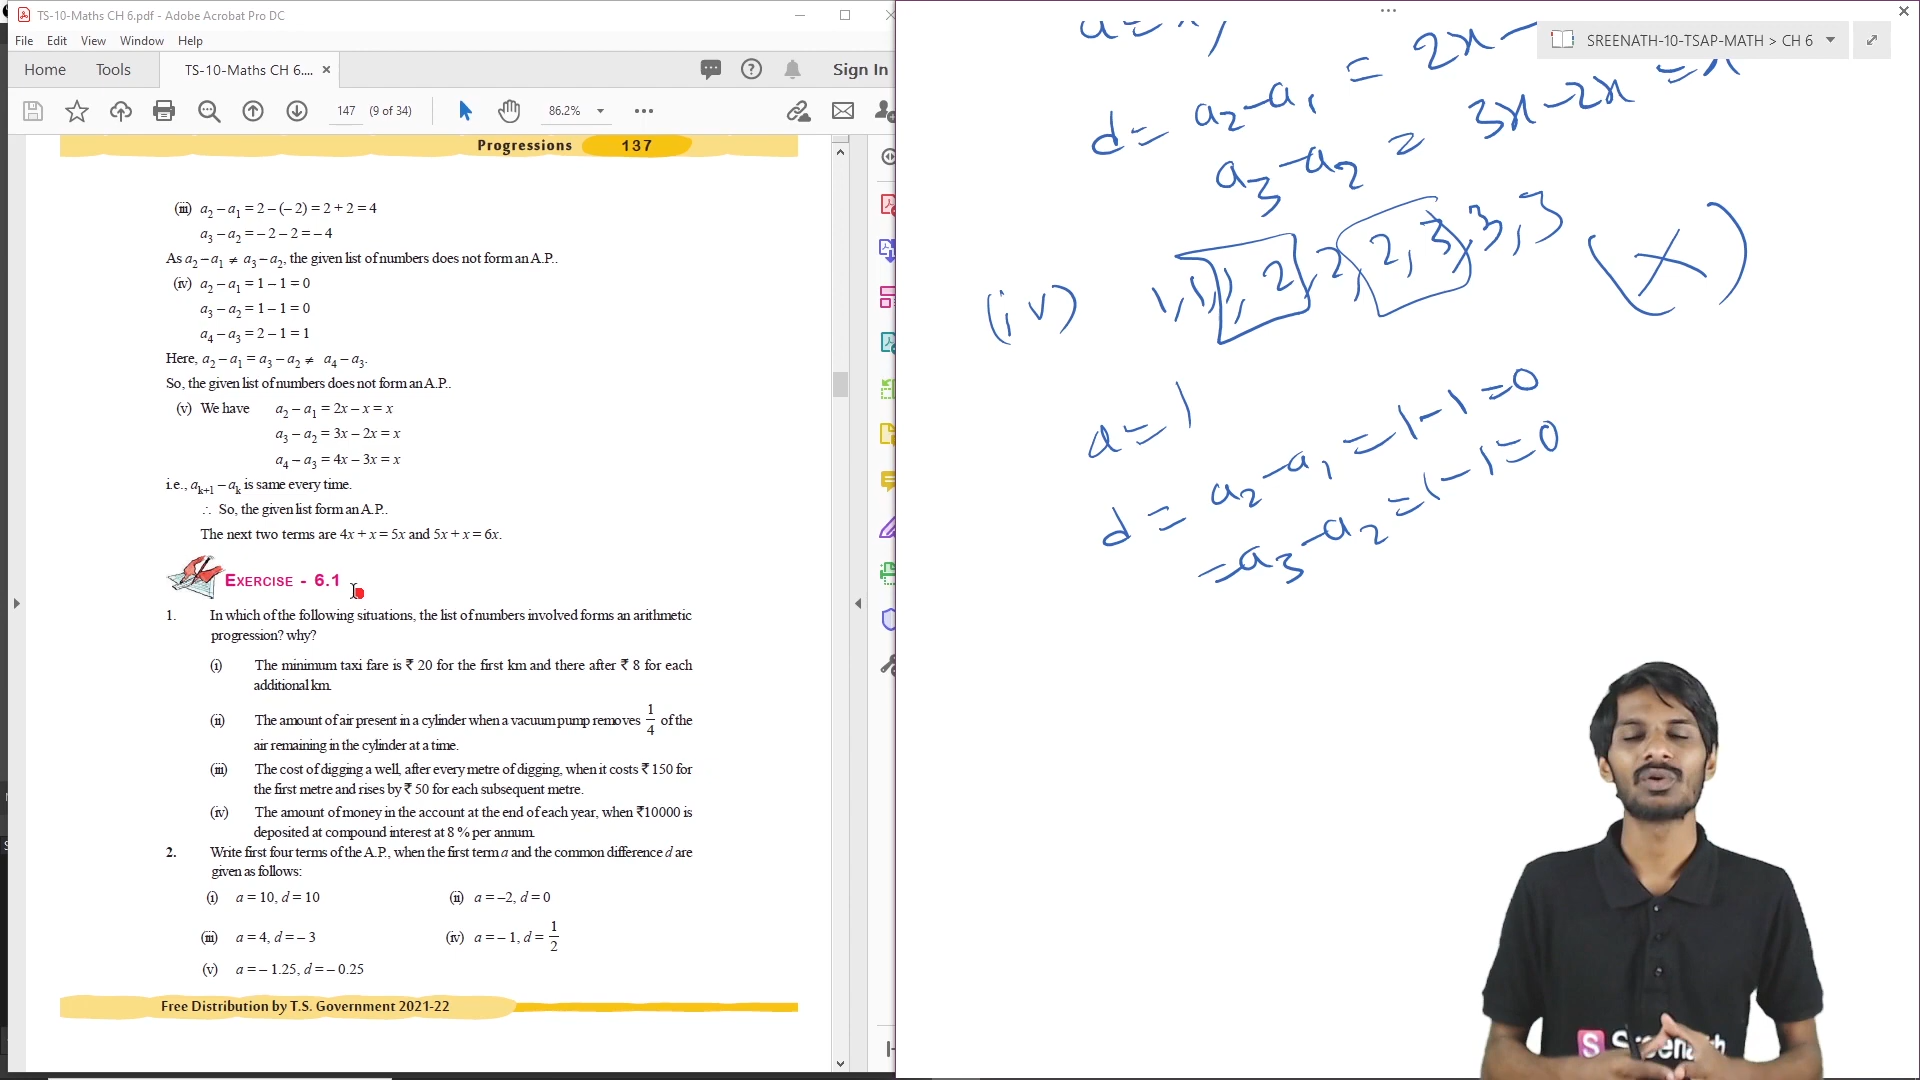 TS-10-Maths CH 6.pdf - Adobe Acrobat Pro DC
File Edit View Window Help
Home Tools TS-10-Maths CH 6.... × Sign In
147 (9 of 34) 86.2%
Progressions 137
(iii) a₂ – a₁ = 2 – (– 2) = 2 + 2 = 4
a₃ – a₂ = – 2 – 2 = – 4
As a₂ – a₁ ≠ a₃ – a₂, the given list of numbers does not form an A.P..
(iv) a₂ – a₁ = 1 – 1 = 0
a₃ – a₂ = 1 – 1 = 0
a₄ – a₃ = 2 – 1 = 1
Here, a₂ – a₁ = a₃ – a₂ ≠ a₄ – a₃.
So, the given list of numbers does not form an A.P..
(v) We have a₂ – a₁ = 2x – x = x
a₃ – a₂ = 3x – 2x = x
a₄ – a₃ = 4x – 3x = x
i.e., aₖ₊₁ – aₖ is same every time.
∴ So, the given list form an A.P..
The next two terms are 4x + x = 5x and 5x + x = 6x.
EXERCISE - 6.1
1. In which of the following situations, the list of numbers involved forms an arithmetic
progression? why?
(i) The minimum taxi fare is ₹ 20 for the first km and there after ₹ 8 for each
additional km.
(ii) The amount of air present in a cylinder when a vacuum pump removes 1/4 of the
air remaining in the cylinder at a time.
(iii) The cost of digging a well, after every metre of digging, when it costs ₹ 150 for
the first metre and rises by ₹ 50 for each subsequent metre.
(iv) The amount of money in the account at the end of each year, when ₹10000 is
deposited at compound interest at 8 % per annum.
2. Write first four terms of the A.P., when the first term a and the common difference d are
given as follows:
(i) a = 10, d = 10 (ii) a = –2, d = 0
(iii) a = 4, d = – 3 (iv) a = – 1, d = 1/2
(v) a = – 1.25, d = – 0.25
Free Distribution by T.S. Government 2021-22
SREENATH-10-TSAP-MATH > CH 6
d = a₂ – a₁ = 2x –
a₃ – a₂ = 3x – 2x = x
(iv) 1, 1, 1, 2, 2, 2, 3, 3, 3 (X)
a = 1
d = a₂ – a₁ = 1 – 1 = 0
= a₃ – a₂ = 1 – 1 = 0